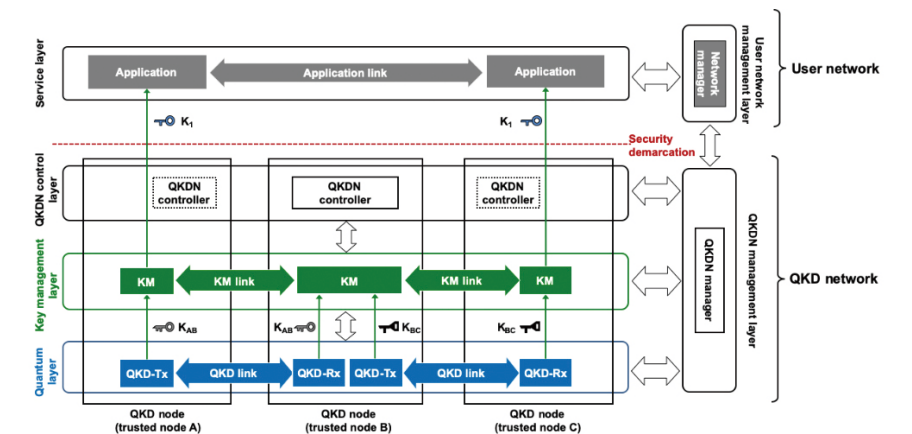 Service layer
Application
Application link
Application
Network
manager
User network
management layer
User network
K1
K1
Security
demarcation
QKDN control
layer
QKDN
controller
QKDN
controller
QKDN
controller
QKDN manager
QKDN management layer
QKD network
Key management
layer
KM
KM link
KM
KM link
KM
KAB
KAB
KBC
KBC
Quantum
layer
QKD-Tx
QKD link
QKD-Rx
QKD-Tx
QKD link
QKD-Rx
QKD node
(trusted node A)
QKD node
(trusted node B)
QKD node
(trusted node C)